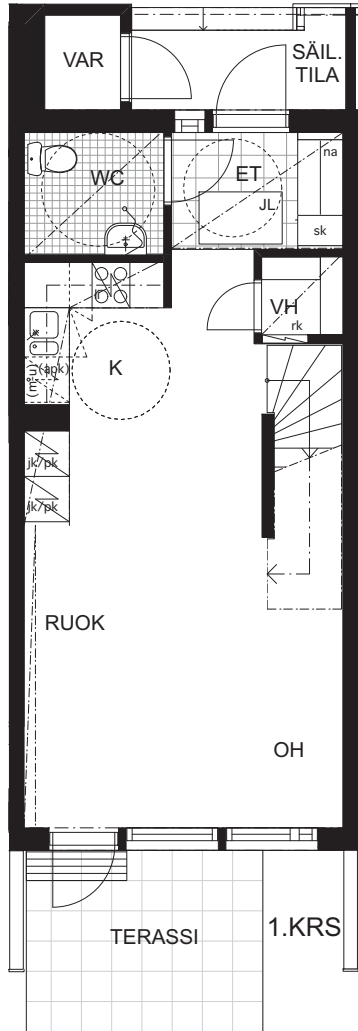 VAR
SÄIL.
TILA
WC
ET
na
JL
sk
VH
rk
K
(apk)
(mu)
jk/pk
jk/pk
RUOK
OH
TERASSI
1.KRS